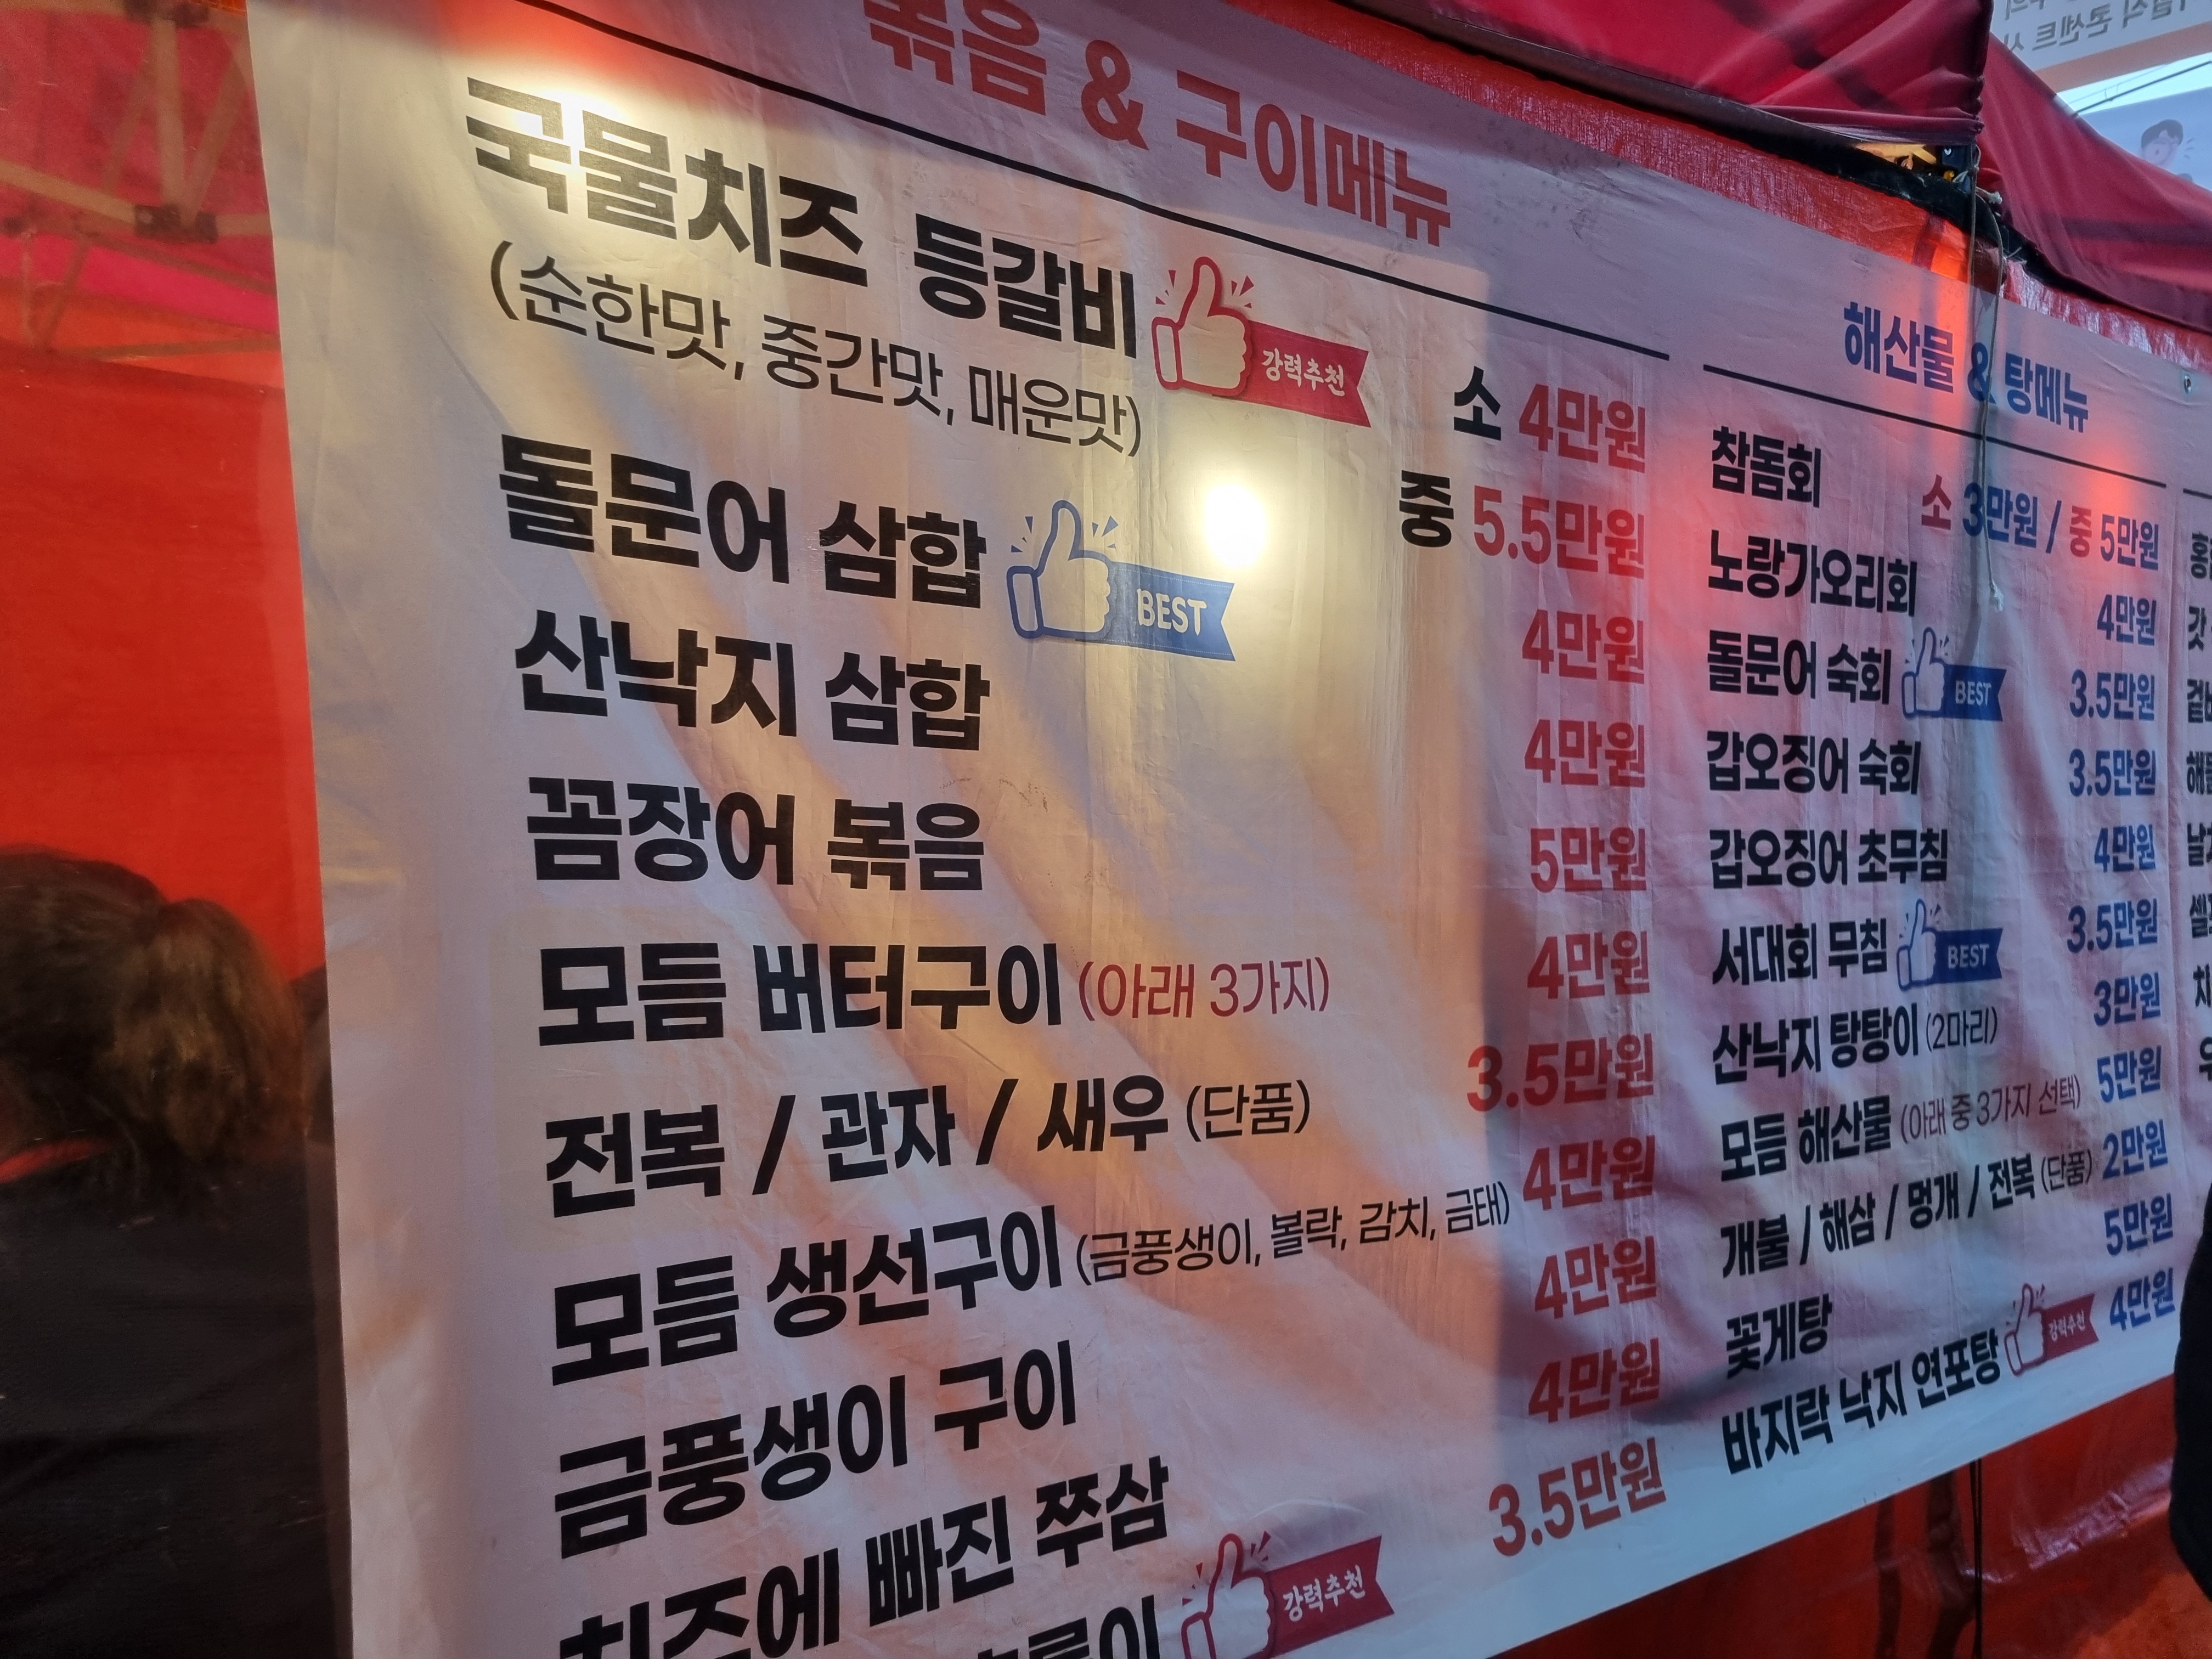 볶음 & 구이메뉴
국물치즈 등갈비 강력추천
(순한맛, 중간맛, 매운맛)
소 4만원
중 5.5만원
돌문어 삼합 BEST 4만원
산낙지 삼합 4만원
꼼장어 볶음 5만원
모듬 버터구이 (아래 3가지) 4만원
전복 / 관자 / 새우 (단품) 3.5만원
모듬 생선구이 (금풍생이, 볼락, 감치, 금태) 4만원
금풍생이 구이 4만원
치즈에 빠진 쭈삼 4만원
강력추천 3.5만원
해산물 & 탕메뉴
참돔회 소 3만원 / 중 5만원
노랑가오리회 4만원
돌문어 숙회 BEST 3.5만원
갑오징어 숙회 3.5만원
갑오징어 초무침 4만원
서대회 무침 BEST 3.5만원
산낙지 탕탕이 (2마리) 3만원
모듬 해산물 (아래 중 3가지 선택) 5만원
개불 / 해삼 / 멍개 / 전복 (단품) 2만원
꽃게탕 5만원
바지락 낙지 연포탕 강력추천 4만원